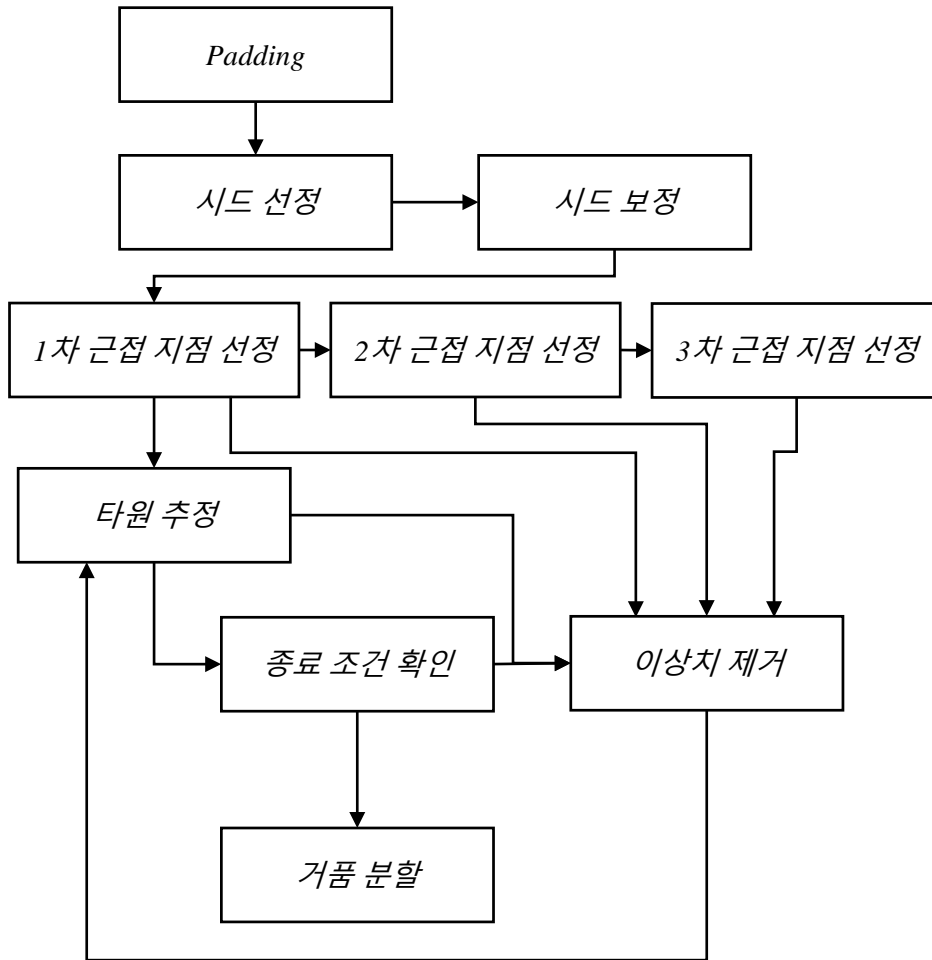 Padding
시드 선정
시드 보정
1차 근접 지점 선정
2차 근접 지점 선정
3차 근접 지점 선정
타원 추정
종료 조건 확인
이상치 제거
거품 분할